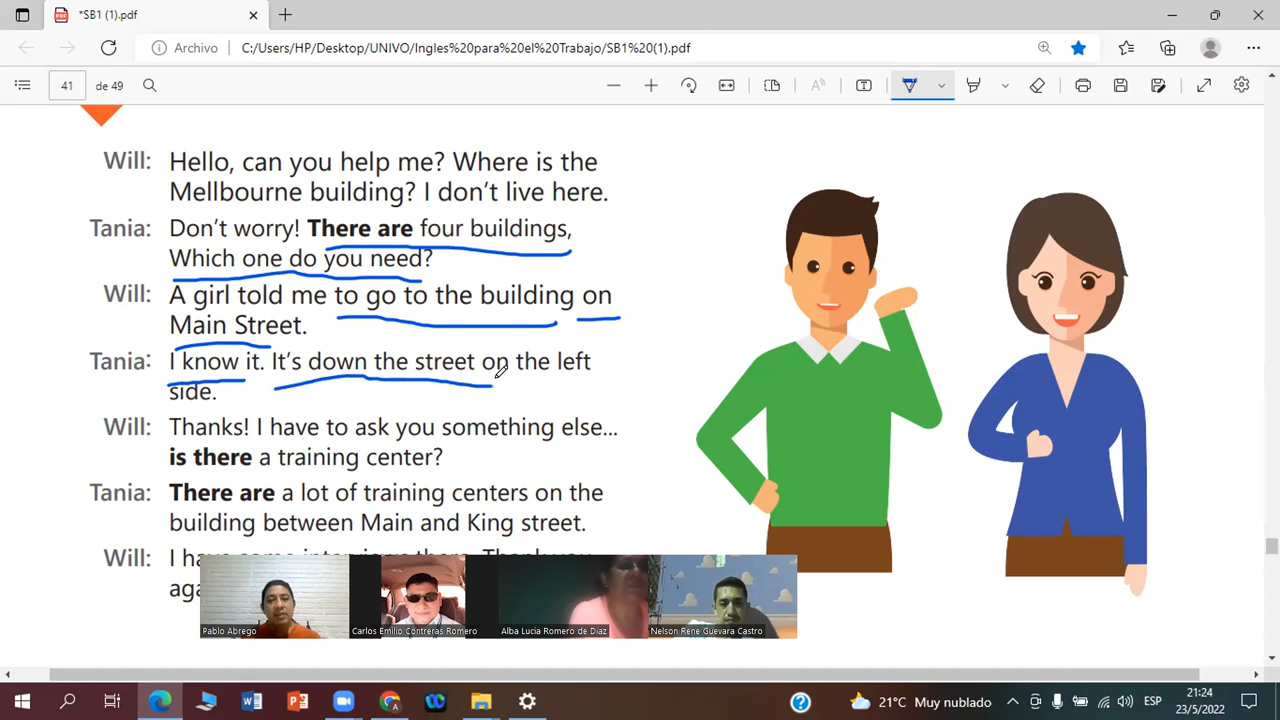 *SB1 (1).pdf
Archivo C:/Users/HP/Desktop/UNIVO/Ingles%20para%20el%20Trabajo/SB1%20(1).pdf
41 de 49
Will: Hello, can you help me? Where is the
Mellbourne building? I don't live here.
Tania: Don't worry! There are four buildings,
Which one do you need?
Will: A girl told me to go to the building on
Main Street.
Tania: I know it. It's down the street on the left
side.
Will: Thanks! I have to ask you something else...
is there a training center?
Tania: There are a lot of training centers on the
building between Main and King street.
Will: I have some interviews there. Thank you
Pablo Abrego
Carlos Emilio Contreras Romero
Alba Lucia Romero de Diaz
Nelson Rene Guevara Castro
21°C Muy nublado
ESP
21:24
23/5/2022